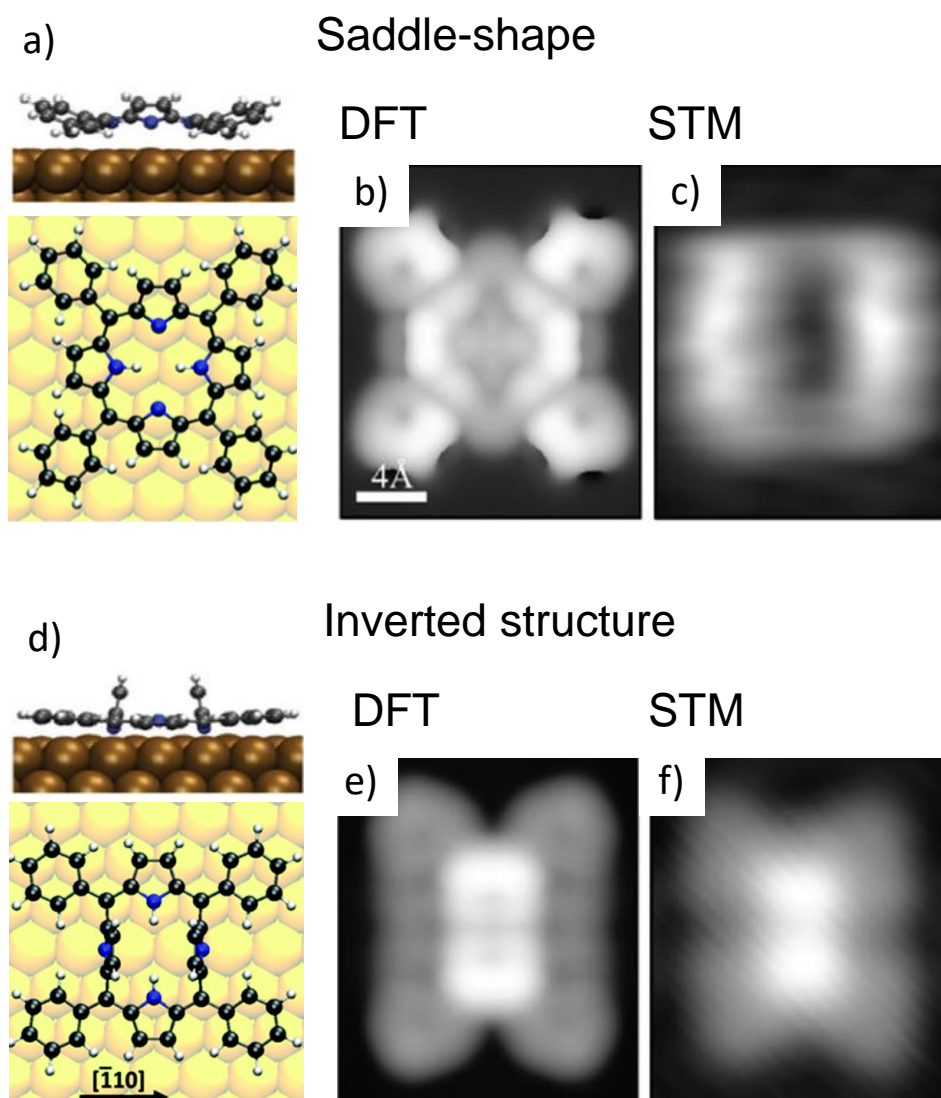 a)
Saddle-shape
DFT
STM
b)
c)
4Å
d)
Inverted structure
DFT
STM
e)
f)
[1̄10]